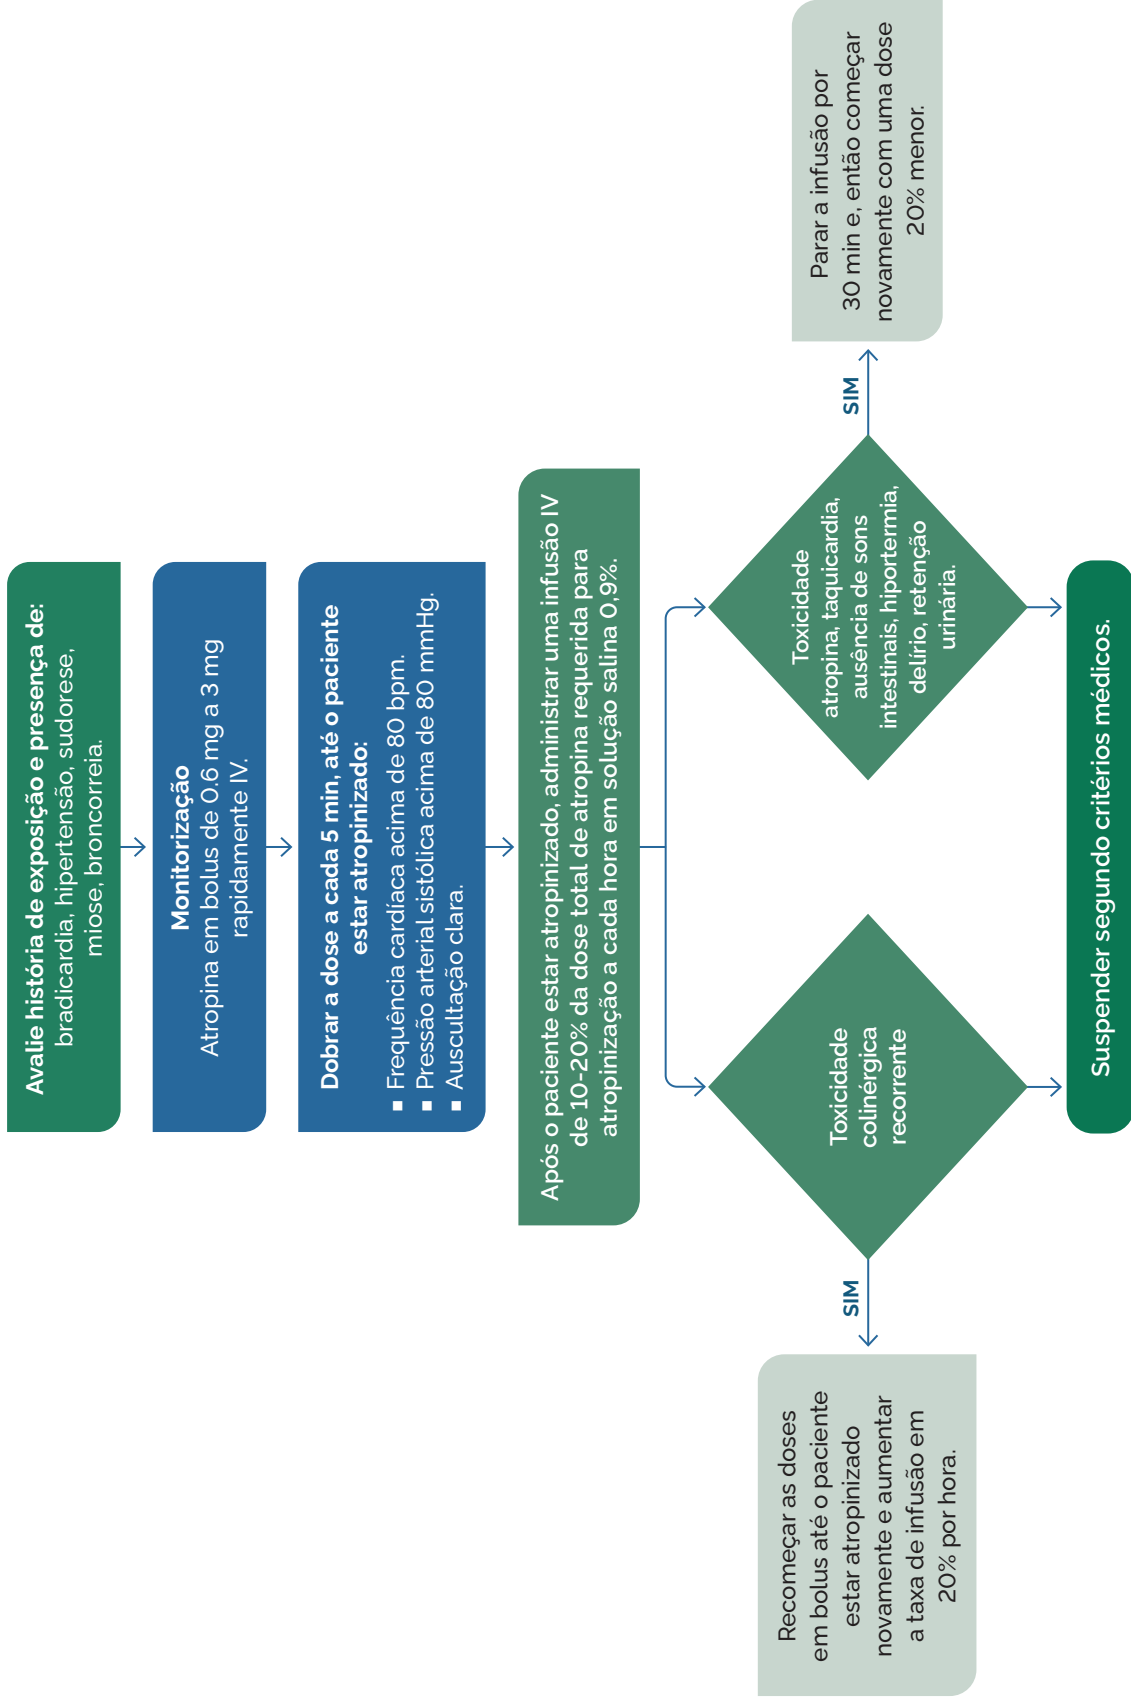 Avalie história de exposição e presença de:
bradicardia, hipertensão, sudorese,
miose, broncorreia.
Monitorização
Atropina em bolus de 0.6 mg a 3 mg
rapidamente IV.
Dobrar a dose a cada 5 min, até o paciente
estar atropinizado:
▪ Frequência cardíaca acima de 80 bpm.
▪ Pressão arterial sistólica acima de 80 mmHg.
▪ Auscultação clara.
Após o paciente estar atropinizado, administrar uma infusão IV
de 10-20% da dose total de atropina requerida para
atropinização a cada hora em solução salina 0,9%.
Recomeçar as doses
em bolus até o paciente
estar atropinizado
novamente e aumentar
a taxa de infusão em
20% por hora.
SIM
Toxicidade
colinérgica
recorrente
Toxicidade
atropina, taquicardia,
ausência de sons
intestinais, hiportermia,
delírio, retenção
urinária.
SIM
Parar a infusão por
30 min e, então começar
novamente com uma dose
20% menor.
Suspender segundo critérios médicos.